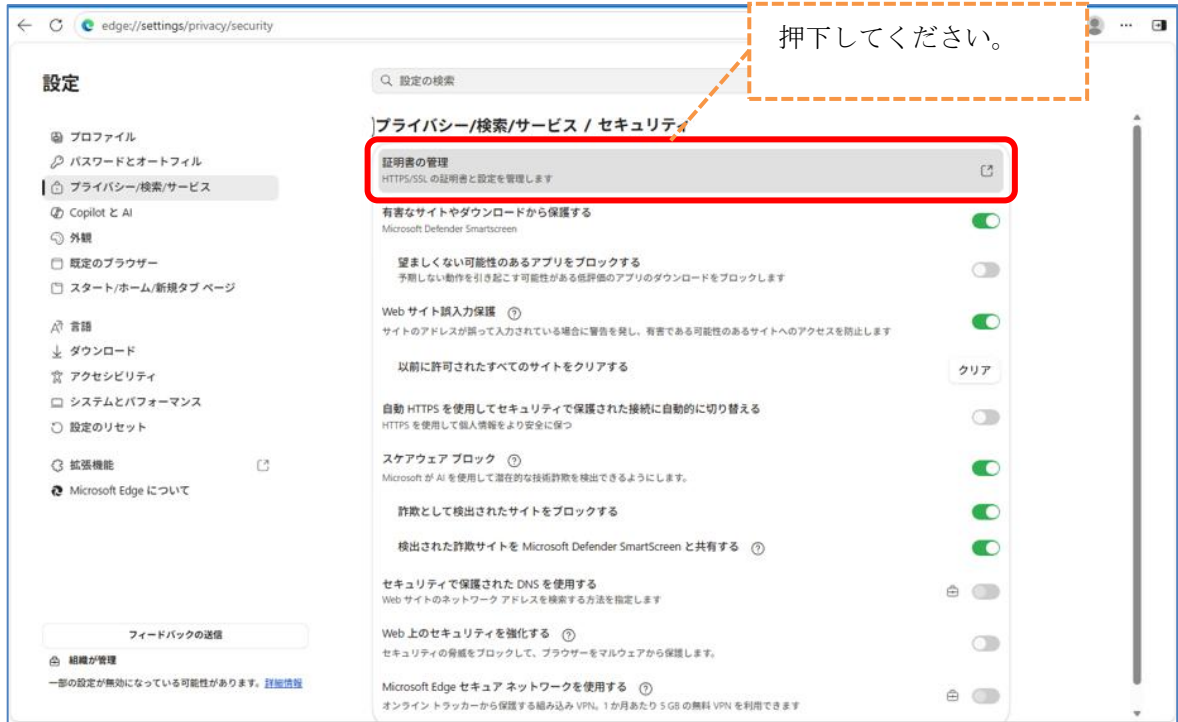 edge://settings/privacy/security
押下してください。
設定
設定の検索
プロファイル
パスワードとオートフィル
プライバシー/検索/サービス
Copilot と AI
外観
既定のブラウザー
スタート/ホーム/新規タブ ページ
言語
ダウンロード
アクセシビリティ
システムとパフォーマンス
設定のリセット
拡張機能
Microsoft Edge について
フィードバックの送信
組織が管理
一部の設定が無効になっている可能性があります。詳細情報
プライバシー/検索/サービス / セキュリティ
証明書の管理
HTTPS/SSL の証明書と設定を管理します
有害なサイトやダウンロードから保護する
Microsoft Defender Smartscreen
望ましくない可能性のあるアプリをブロックする
予期しない動作を引き起こす可能性がある低評価のアプリのダウンロードをブロックします
Web サイト誤入力保護
サイトのアドレスが誤って入力されている場合に警告を発し、有害である可能性のあるサイトへのアクセスを防止します
以前に許可されたすべてのサイトをクリアする
クリア
自動 HTTPS を使用してセキュリティで保護された接続に自動的に切り替える
HTTPS を使用して個人情報をより安全に保つ
スケアウェア ブロック
Microsoft が AI を使用して潜在的な技術詐欺を検出できるようにします。
詐欺として検出されたサイトをブロックする
検出された詐欺サイトを Microsoft Defender SmartScreen と共有する
セキュリティで保護された DNS を使用する
Web サイトのネットワーク アドレスを検索する方法を指定します
Web 上のセキュリティを強化する
セキュリティの脅威をブロックして、ブラウザーをマルウェアから保護します。
Microsoft Edge セキュア ネットワークを使用する
オンライン トラッカーから保護する組み込み VPN。1 か月あたり 5 GB の無料 VPN を利用できます